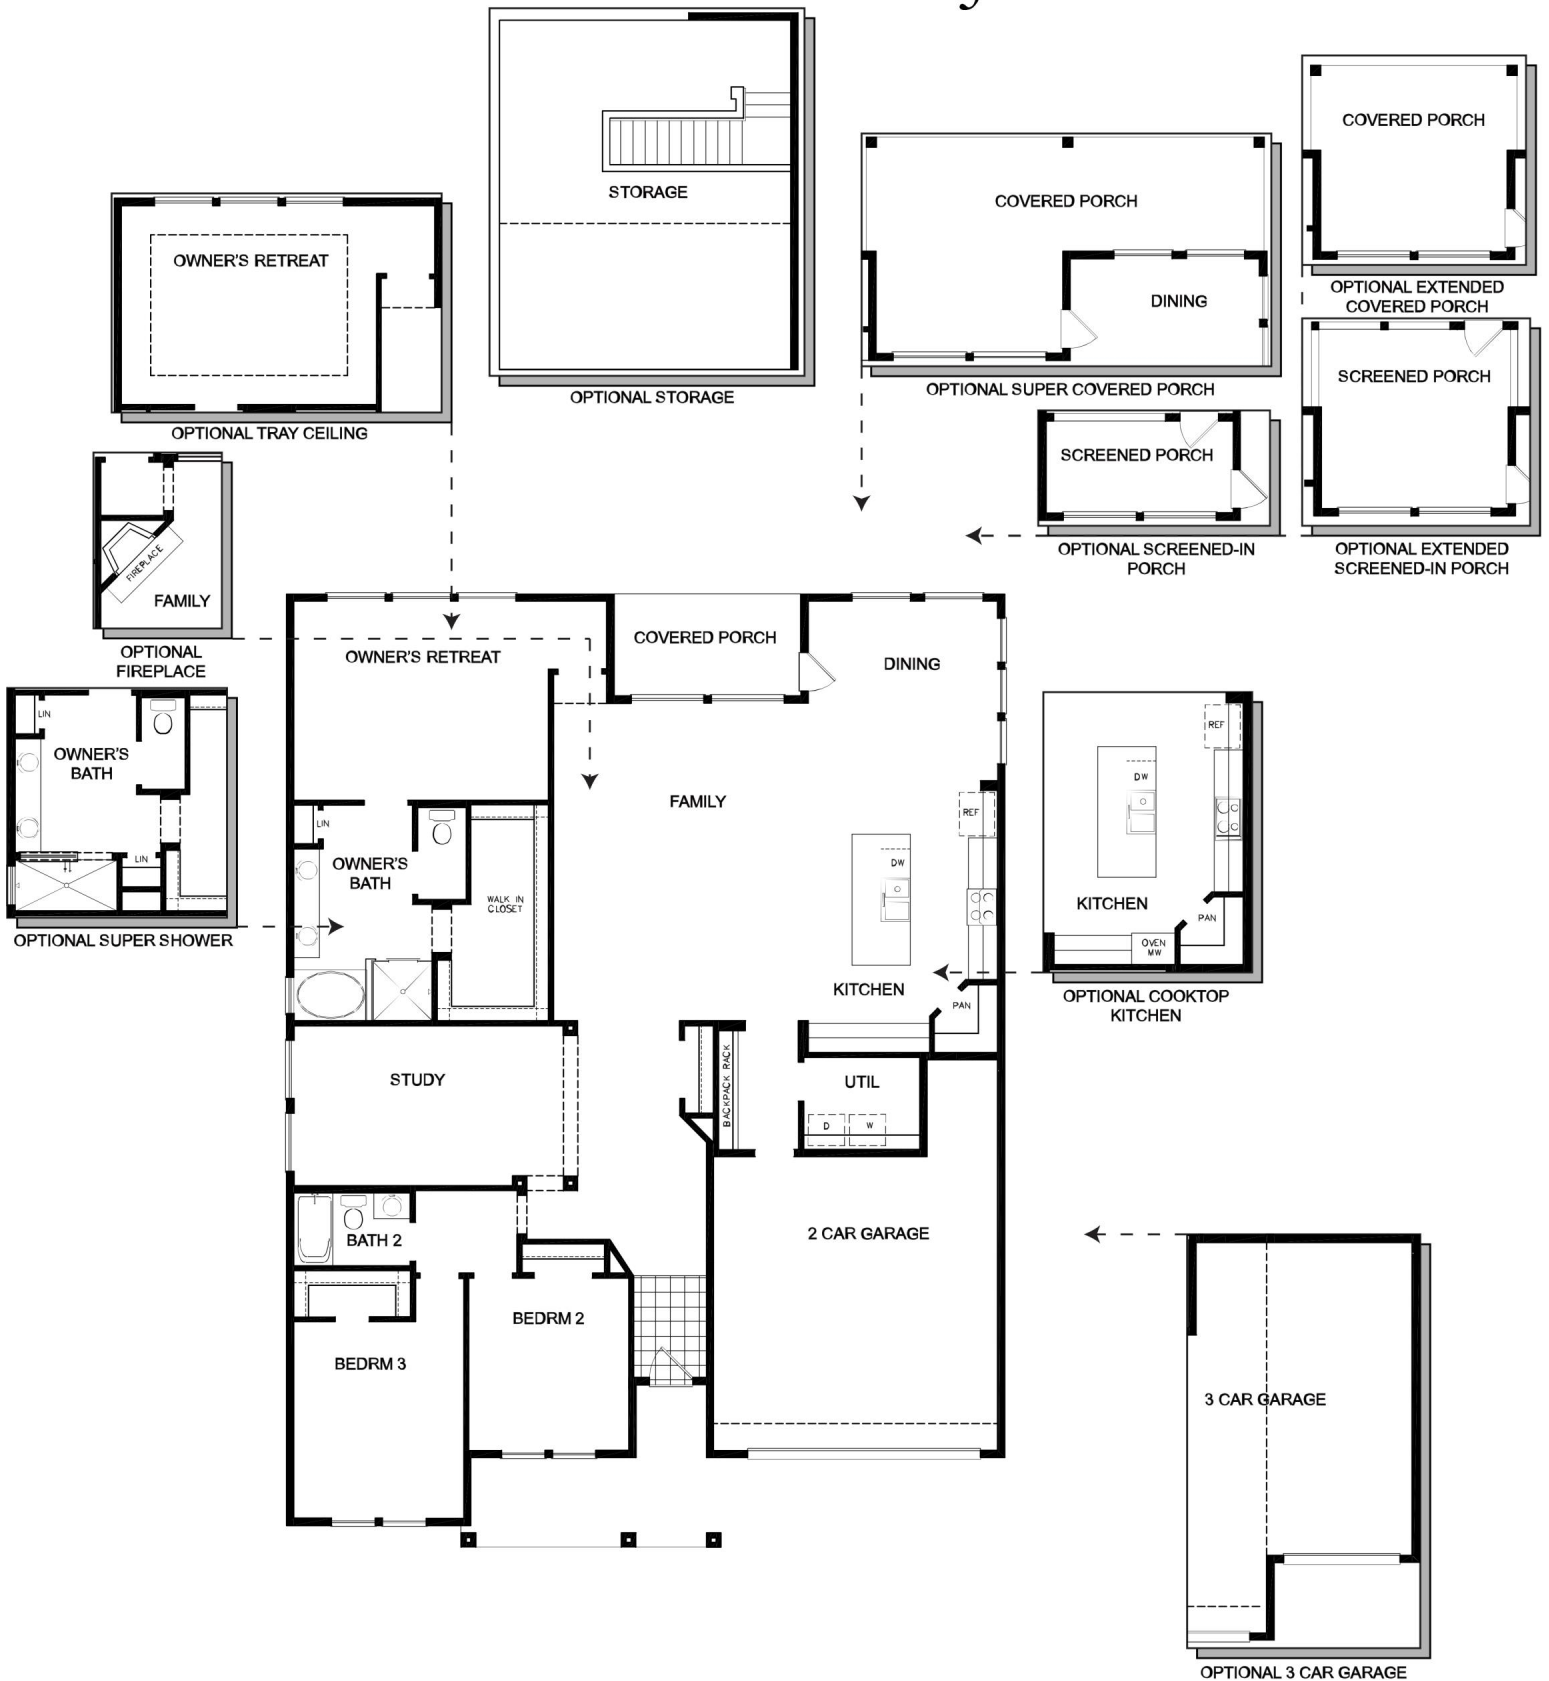 STORAGE
OPTIONAL STORAGE
COVERED PORCH
OPTIONAL EXTENDED
COVERED PORCH
COVERED PORCH
DINING
OPTIONAL SUPER COVERED PORCH
OWNER'S RETREAT
OPTIONAL TRAY CEILING
SCREENED PORCH
OPTIONAL EXTENDED
SCREENED-IN PORCH
SCREENED PORCH
OPTIONAL SCREENED-IN
PORCH
FIREPLACE
FAMILY
OPTIONAL
FIREPLACE
LIN
OWNER'S
BATH
LIN
OPTIONAL SUPER SHOWER
OWNER'S RETREAT
COVERED PORCH
DINING
FAMILY
REF
DW
KITCHEN
PAN
LIN
OWNER'S
BATH
WALK IN
CLOSET
REF
DW
KITCHEN
PAN
OVEN
MW
OPTIONAL COOKTOP
KITCHEN
STUDY
BACKPACK RACK
UTIL
D
W
BATH 2
2 CAR GARAGE
BEDRM 2
BEDRM 3
3 CAR GARAGE
OPTIONAL 3 CAR GARAGE